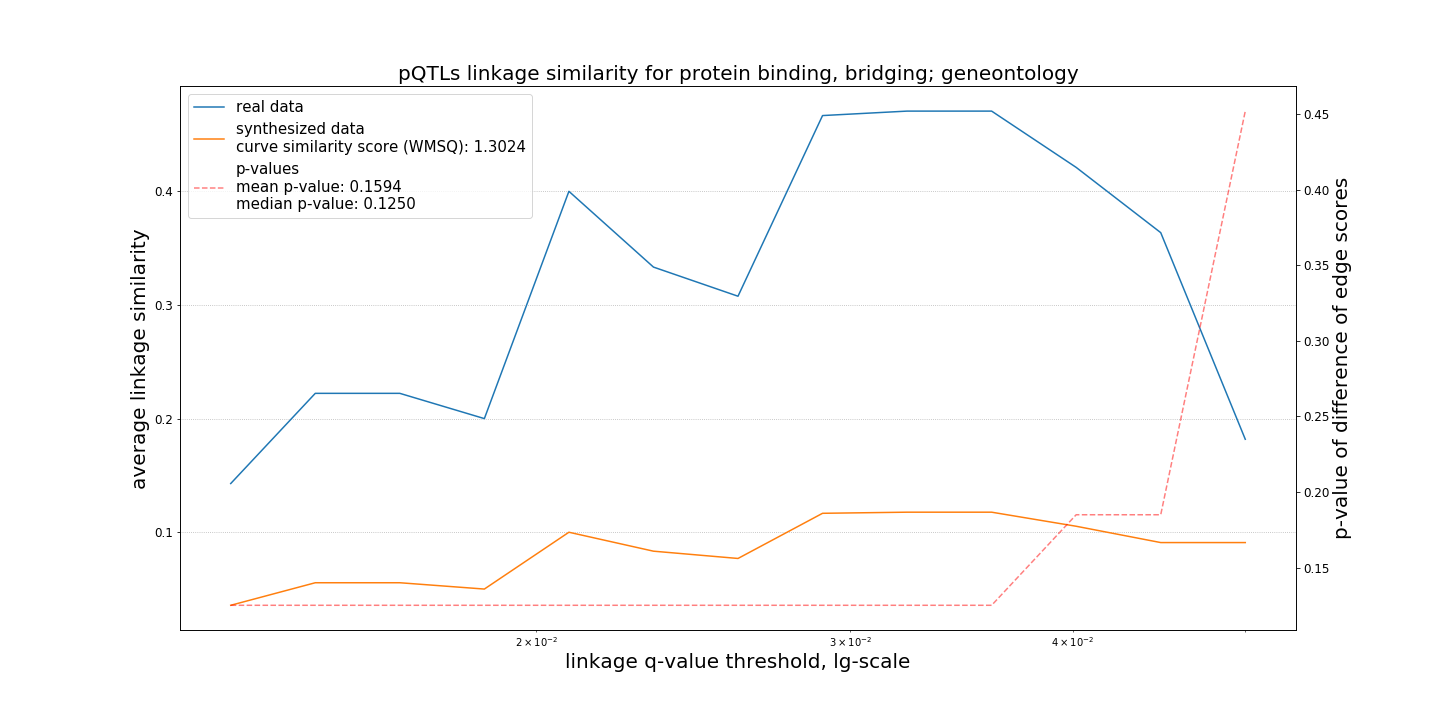 pQTLs linkage similarity for protein binding, bridging; geneontology
real data
synthesized data
curve similarity score (WMSQ): 1.3024
p-values
mean p-value: 0.1594
median p-value: 0.1250
average linkage similarity
0.4
0.3
0.2
0.1
0.45
0.40
0.35
0.30
0.25
0.20
0.15
p-value of difference of edge scores
2 × 10⁻² 3 × 10⁻² 4 × 10⁻²
linkage q-value threshold, lg-scale